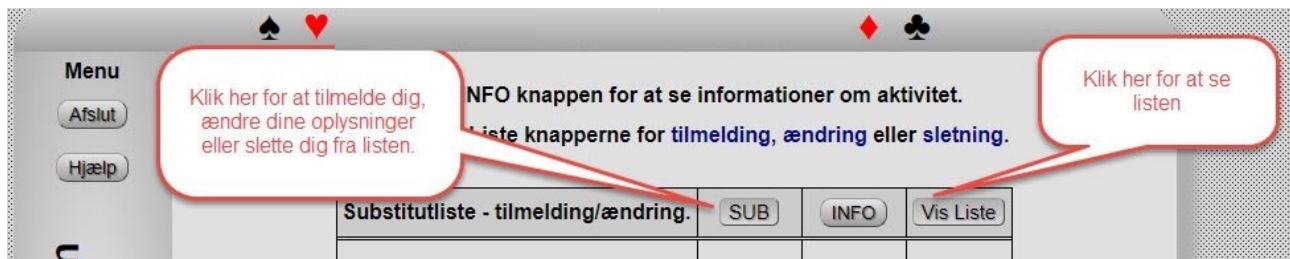 ♠ ♥ ♦ ♣
Menu
Afslut
Hjælp
Klik her for at tilmelde dig,
ændre dine oplysninger
eller slette dig fra listen.
NFO knappen for at se informationer om aktivitet.
Liste knapperne for tilmelding, ændring eller sletning.
Klik her for at se
listen
Substitutliste - tilmelding/ændring. SUB INFO Vis Liste